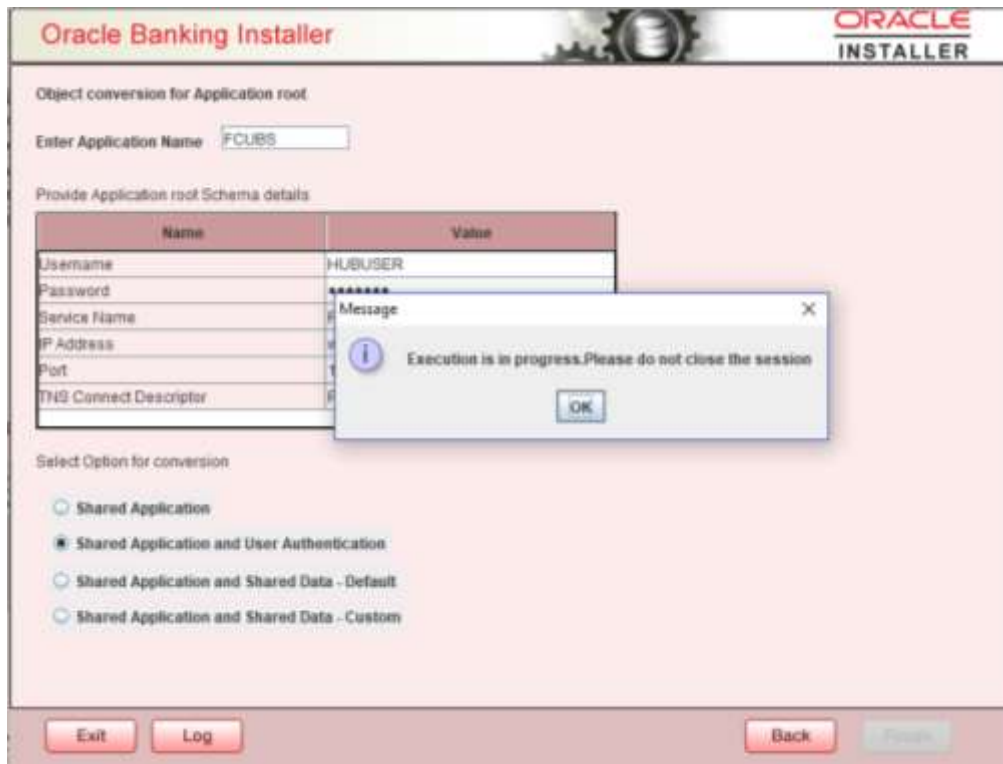 Oracle Banking Installer
ORACLE
INSTALLER
Object conversion for Application root
Enter Application Name FCUBS
Provide Application root Schema details
Name Value
Username HUBUSER
Password
Service Name
IP Address
Port
TNS Connect Descriptor
Message
Execution is in progress.Please do not close the session
OK
Select Option for conversion
Shared Application
Shared Application and User Authentication
Shared Application and Shared Data - Default
Shared Application and Shared Data - Custom
Exit Log Back